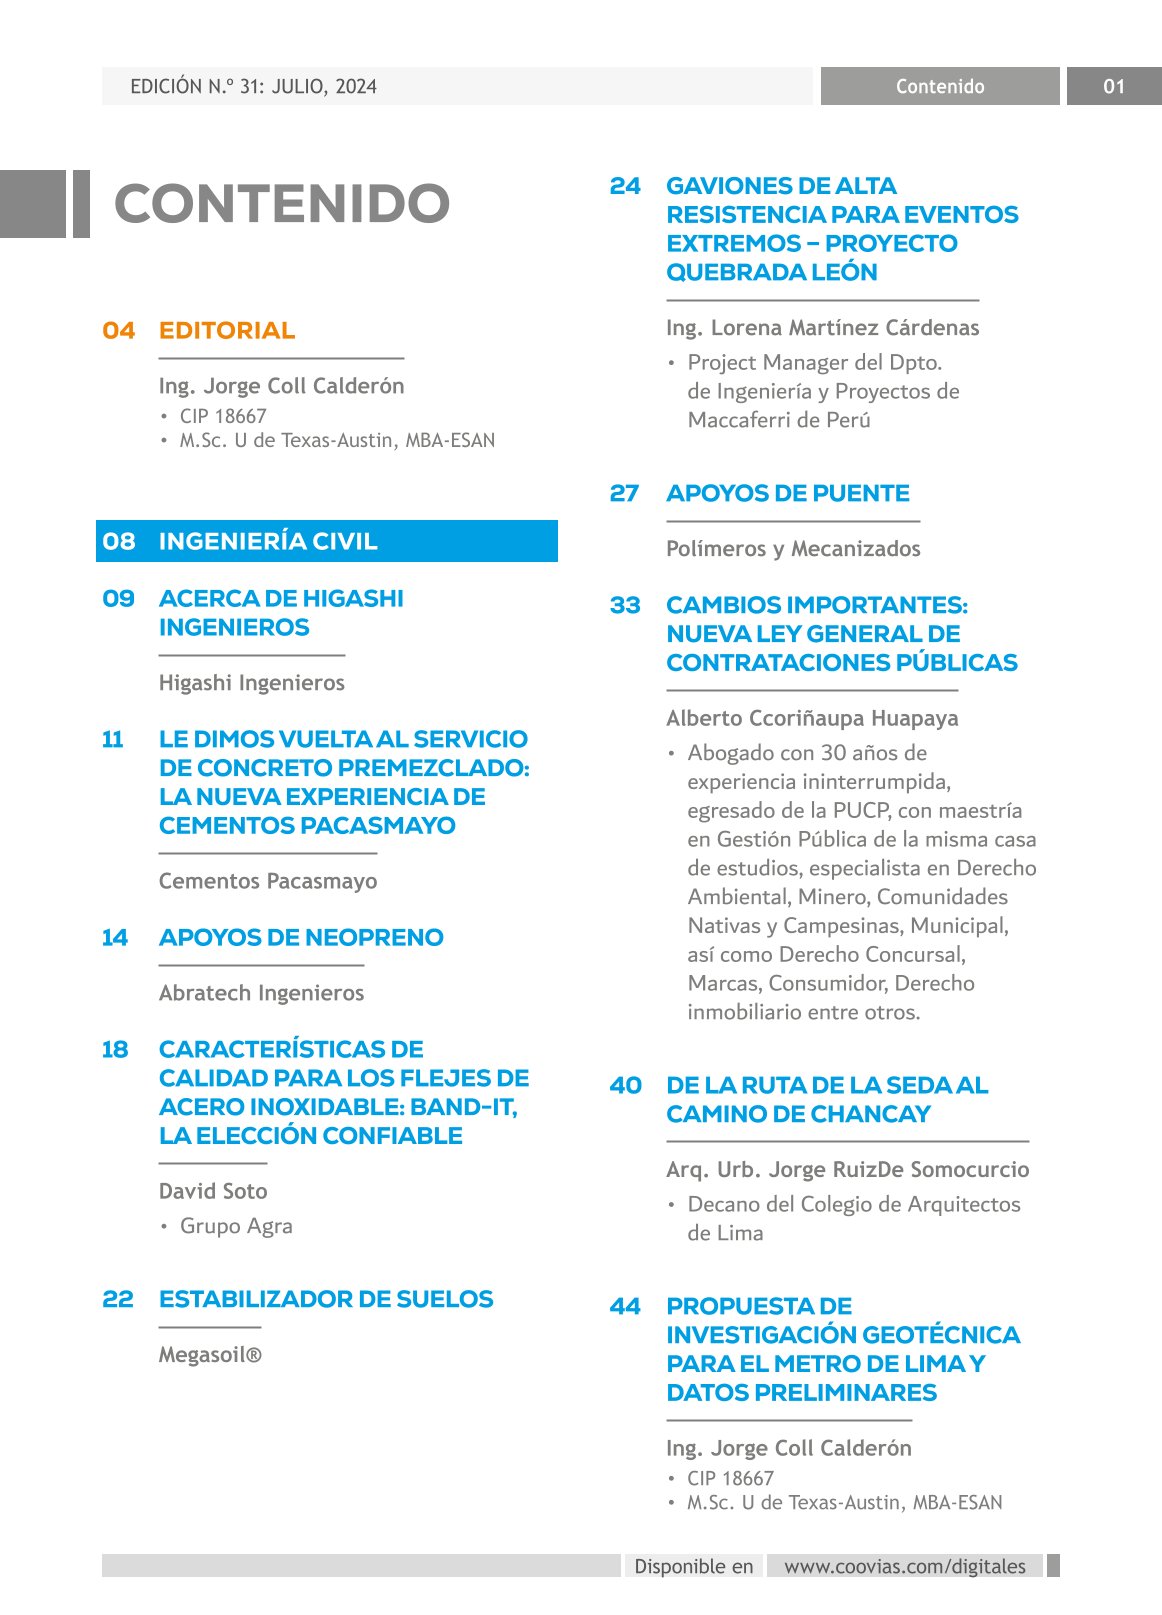 EDICIÓN N.º 31: JULIO, 2024
Contenido
01
CONTENIDO
04 EDITORIAL
Ing. Jorge Coll Calderón
• CIP 18667
• M.Sc. U de Texas-Austin, MBA-ESAN
08 INGENIERÍA CIVIL
09 ACERCA DE HIGASHI
INGENIEROS
Higashi Ingenieros
11 LE DIMOS VUELTA AL SERVICIO
DE CONCRETO PREMEZCLADO:
LA NUEVA EXPERIENCIA DE
CEMENTOS PACASMAYO
Cementos Pacasmayo
14 APOYOS DE NEOPRENO
Abratech Ingenieros
18 CARACTERÍSTICAS DE
CALIDAD PARA LOS FLEJES DE
ACERO INOXIDABLE: BAND-IT,
LA ELECCIÓN CONFIABLE
David Soto
• Grupo Agra
22 ESTABILIZADOR DE SUELOS
Megasoil®
24 GAVIONES DE ALTA
RESISTENCIA PARA EVENTOS
EXTREMOS – PROYECTO
QUEBRADA LEÓN
Ing. Lorena Martínez Cárdenas
• Project Manager del Dpto.
de Ingeniería y Proyectos de
Maccaferri de Perú
27 APOYOS DE PUENTE
Polímeros y Mecanizados
33 CAMBIOS IMPORTANTES:
NUEVA LEY GENERAL DE
CONTRATACIONES PÚBLICAS
Alberto Ccoriñaupa Huapaya
• Abogado con 30 años de
experiencia ininterrumpida,
egresado de la PUCP, con maestría
en Gestión Pública de la misma casa
de estudios, especialista en Derecho
Ambiental, Minero, Comunidades
Nativas y Campesinas, Municipal,
así como Derecho Concursal,
Marcas, Consumidor, Derecho
inmobiliario entre otros.
40 DE LA RUTA DE LA SEDA AL
CAMINO DE CHANCAY
Arq. Urb. Jorge RuizDe Somocurcio
• Decano del Colegio de Arquitectos
de Lima
44 PROPUESTA DE
INVESTIGACIÓN GEOTÉCNICA
PARA EL METRO DE LIMA Y
DATOS PRELIMINARES
Ing. Jorge Coll Calderón
• CIP 18667
• M.Sc. U de Texas-Austin, MBA-ESAN
Disponible en
www.coovias.com/digitales